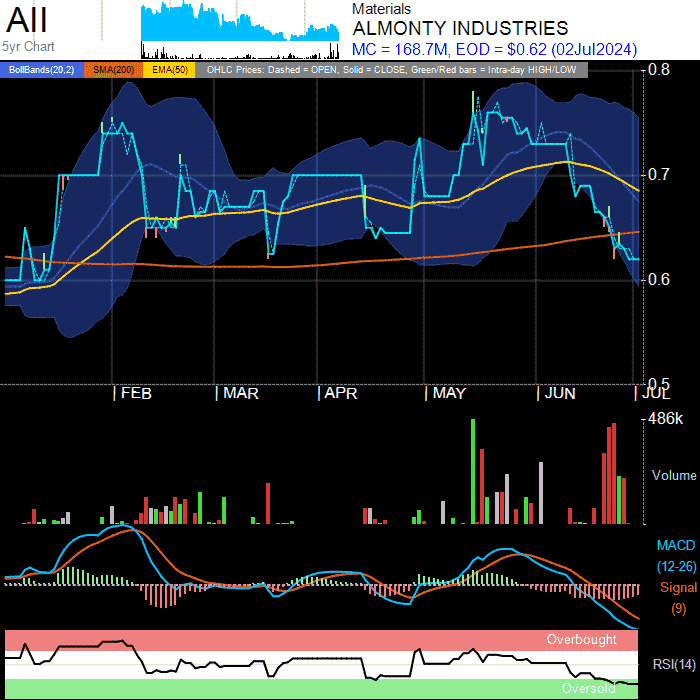 AII
5yr Chart
Materials
ALMONTY INDUSTRIES
MC = 168.7M, EOD = $0.62 (02Jul2024)
BollBands(20,2) SMA(200) EMA(50) OHLC Prices: Dashed = OPEN, Solid = CLOSE, Green/Red bars = Intra-day HIGH/LOW
0.8
0.7
0.6
0.5
FEB MAR APR MAY JUN JUL
486k
Volume
MACD
(12-26)
Signal
(9)
Overbought
RSI(14)
Oversold